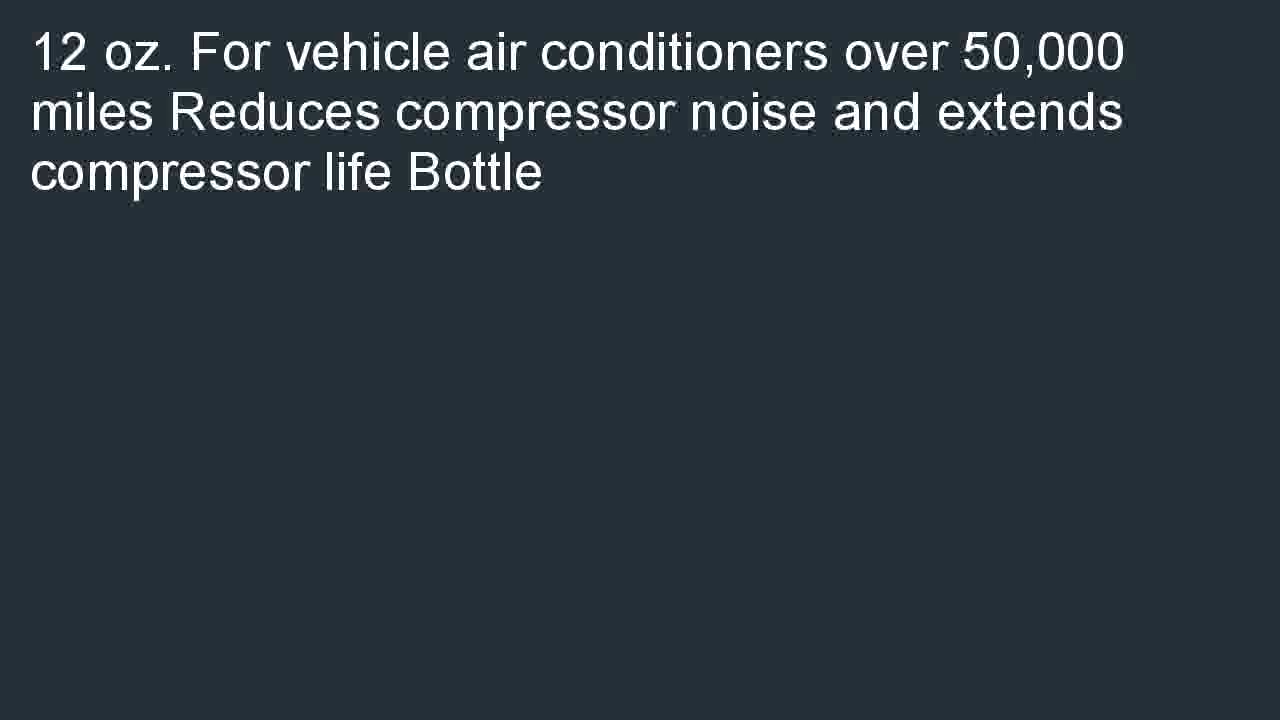 12 oz. For vehicle air conditioners over 50,000
miles Reduces compressor noise and extends
compressor life Bottle